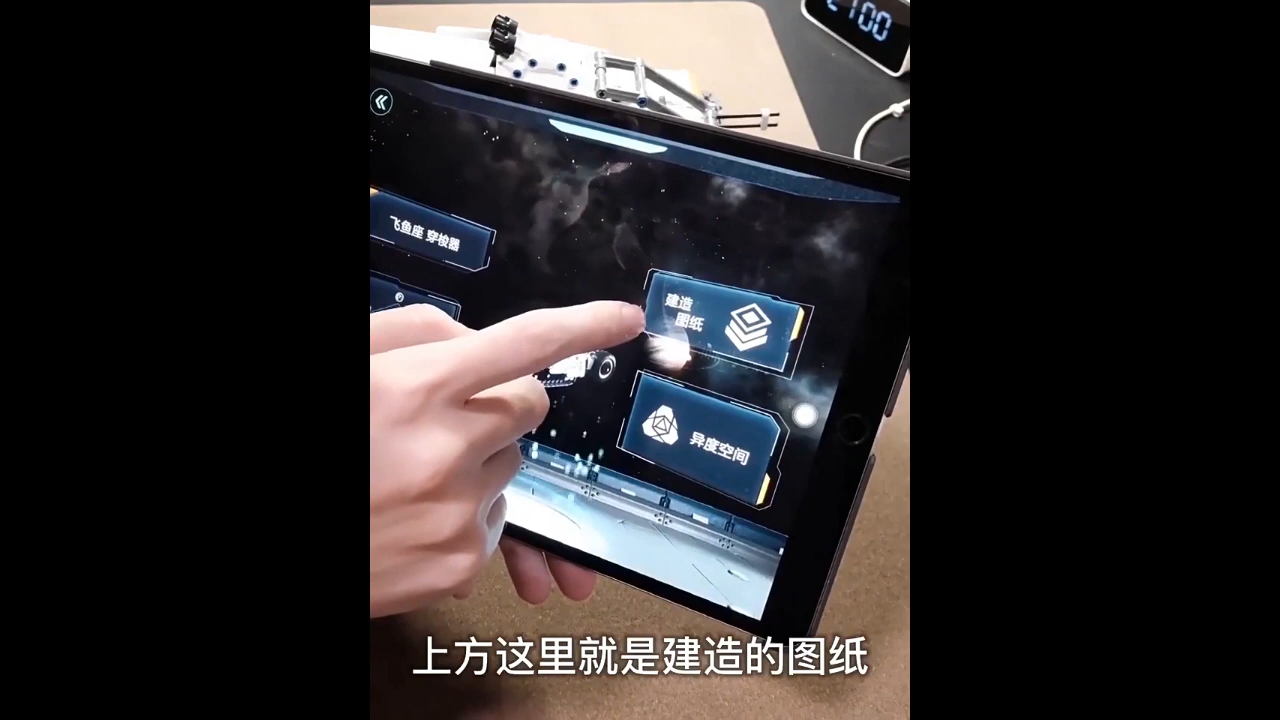 飞鱼座 穿梭器
建造
图纸
异度空间
上方这里就是建造的图纸